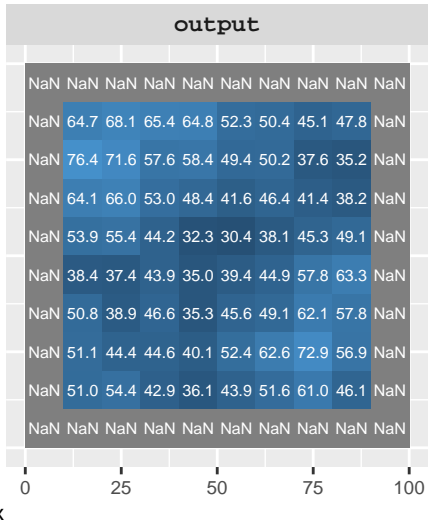 output
NaN NaN NaN NaN NaN NaN NaN NaN NaN NaN
NaN 64.7 68.1 65.4 64.8 52.3 50.4 45.1 47.8 NaN
NaN 76.4 71.6 57.6 58.4 49.4 50.2 37.6 35.2 NaN
NaN 64.1 66.0 53.0 48.4 41.6 46.4 41.4 38.2 NaN
NaN 53.9 55.4 44.2 32.3 30.4 38.1 45.3 49.1 NaN
NaN 38.4 37.4 43.9 35.0 39.4 44.9 57.8 63.3 NaN
NaN 50.8 38.9 46.6 35.3 45.6 49.1 62.1 57.8 NaN
NaN 51.1 44.4 44.6 40.1 52.4 62.6 72.9 56.9 NaN
NaN 51.0 54.4 42.9 36.1 43.9 51.6 61.0 46.1 NaN
NaN NaN NaN NaN NaN NaN NaN NaN NaN NaN
0 25 50 75 100
x